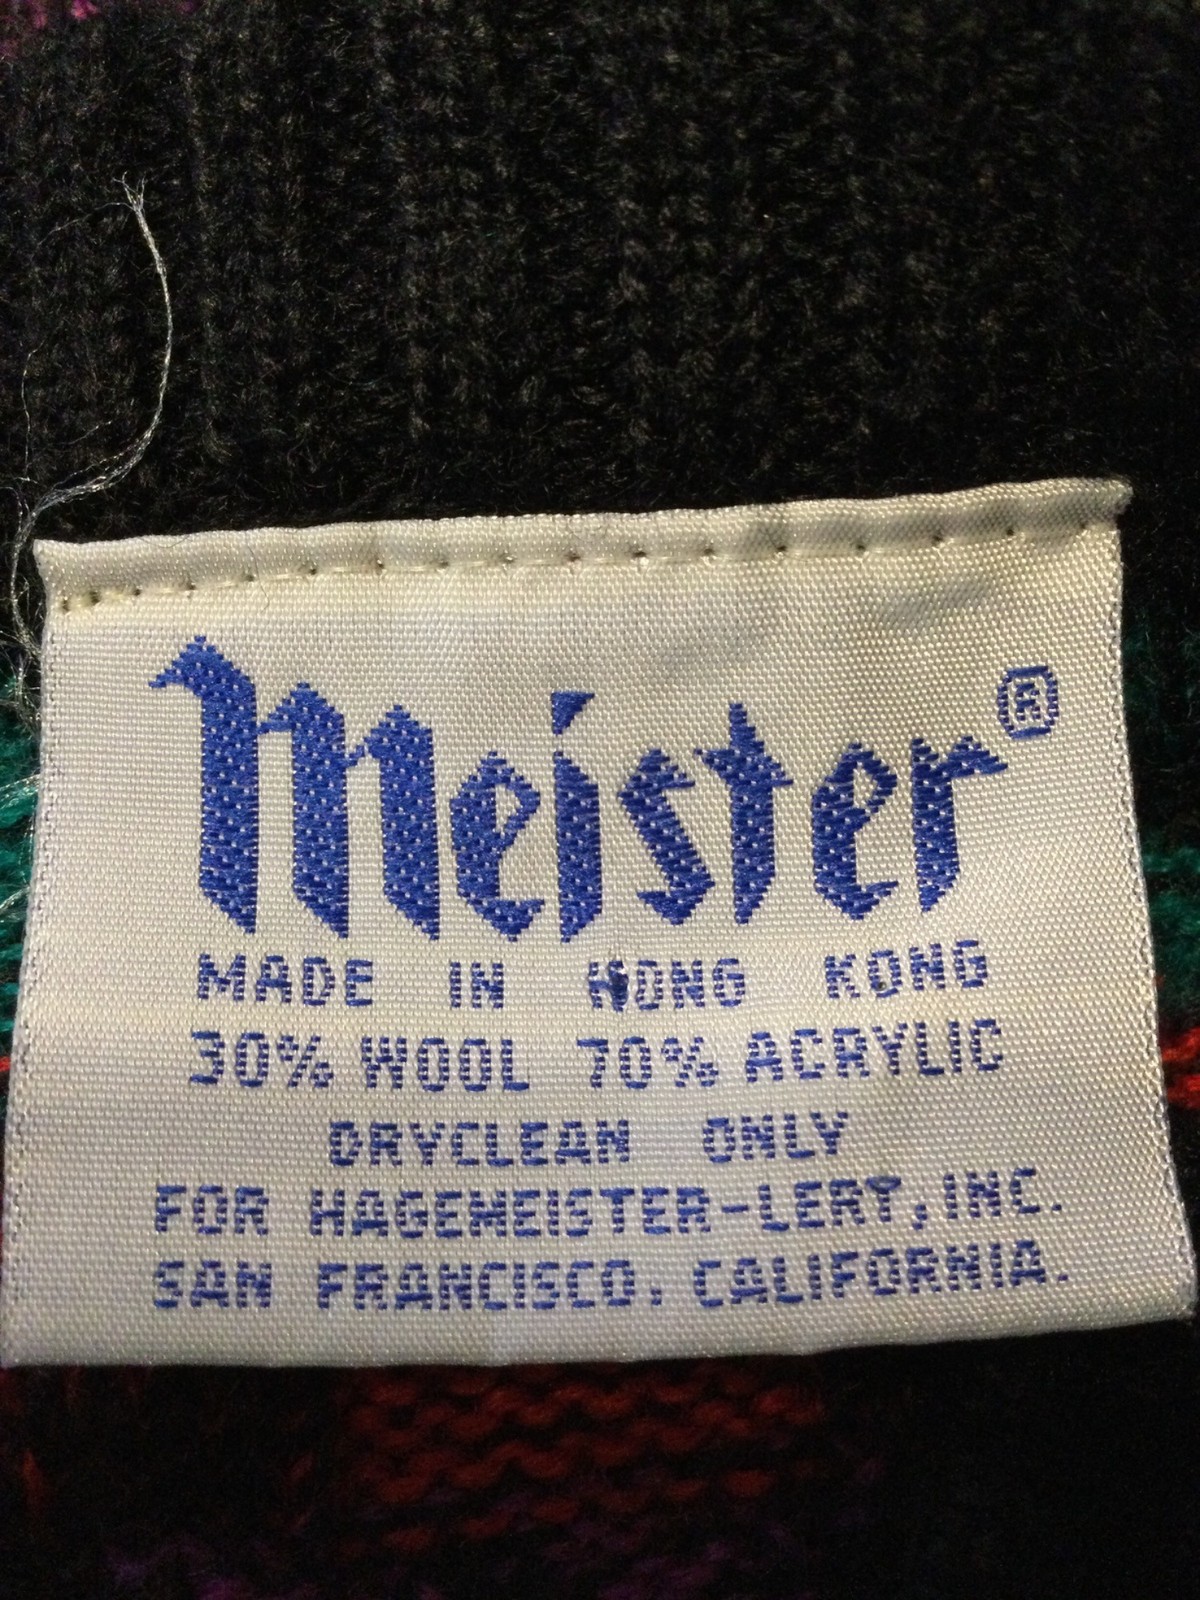 Meister®
MADE IN HONG KONG
30% WOOL 70% ACRYLIC
DRYCLEAN ONLY
FOR HAGEMEISTER-LERT, INC.
SAN FRANCISCO, CALIFORNIA.